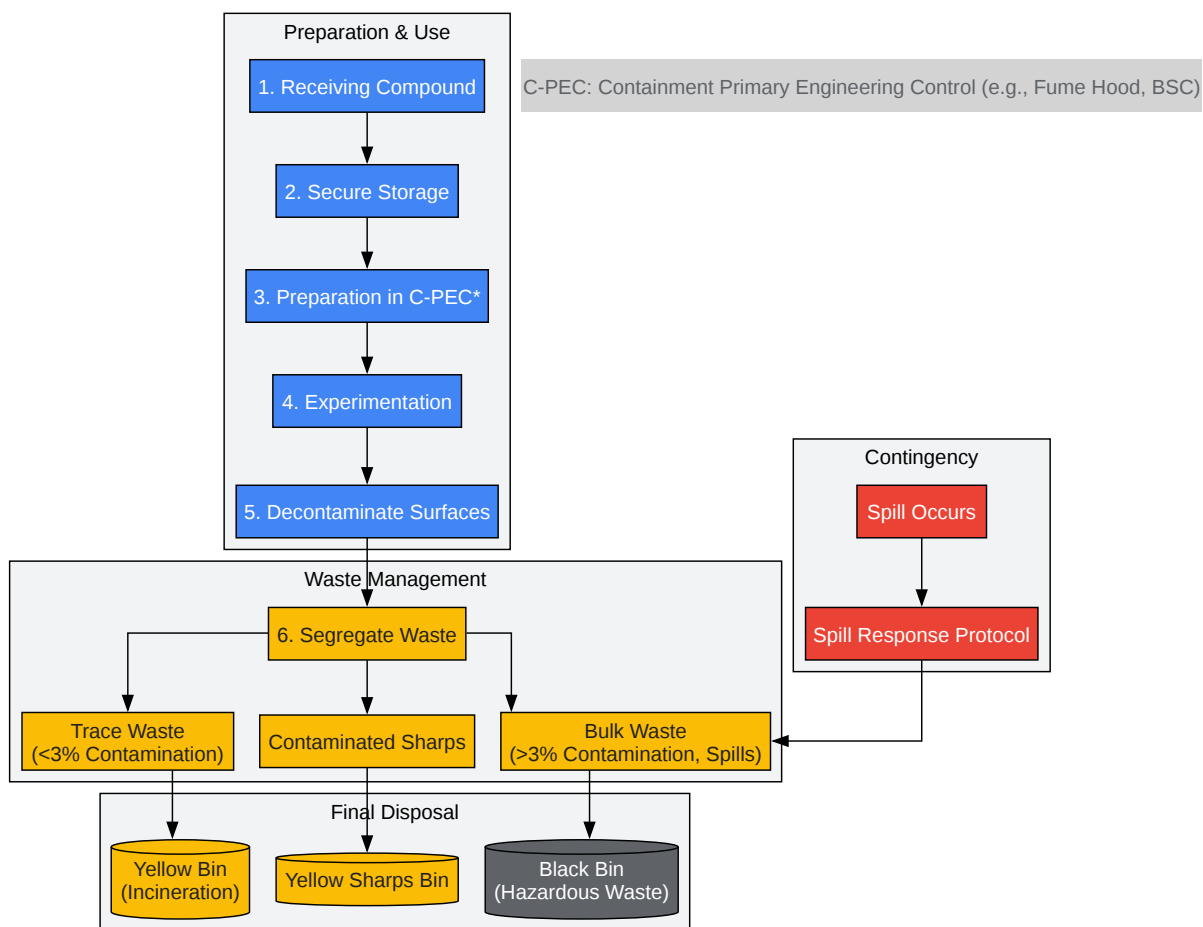 Preparation & Use
1. Receiving Compound
C-PEC: Containment Primary Engineering Control (e.g., Fume Hood, BSC)
2. Secure Storage
3. Preparation in C-PEC*
4. Experimentation
5. Decontaminate Surfaces
Contingency
Spill Occurs
Spill Response Protocol
Waste Management
6. Segregate Waste
Trace Waste
(<3% Contamination)
Contaminated Sharps
Bulk Waste
(>3% Contamination, Spills)
Final Disposal
Yellow Bin
(Incineration)
Yellow Sharps Bin
Black Bin
(Hazardous Waste)